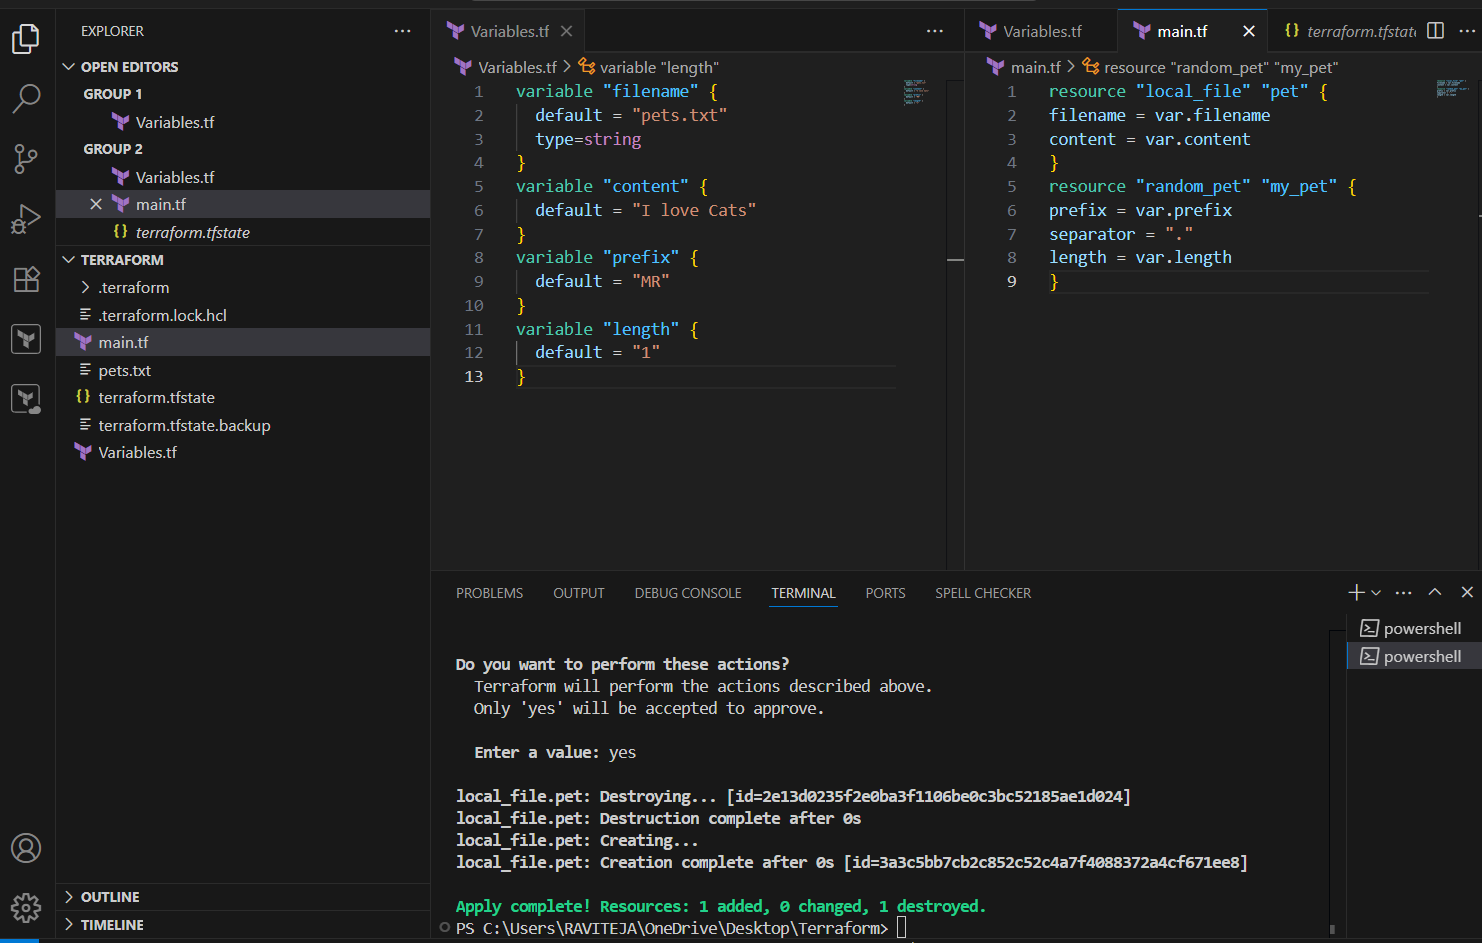 EXPLORER
OPEN EDITORS
GROUP 1
Variables.tf
GROUP 2
Variables.tf
main.tf
terraform.tfstate
TERRAFORM
.terraform
.terraform.lock.hcl
main.tf
pets.txt
terraform.tfstate
terraform.tfstate.backup
Variables.tf
OUTLINE
TIMELINE
Variables.tf
Variables.tf > variable "length"
1 variable "filename" {
2 default = "pets.txt"
3 type=string
4 }
5 variable "content" {
6 default = "I love Cats"
7 }
8 variable "prefix" {
9 default = "MR"
10 }
11 variable "length" {
12 default = "1"
13 }
Variables.tf main.tf terraform.tfstat
main.tf > resource "random_pet" "my_pet"
1 resource "local_file" "pet" {
2 filename = var.filename
3 content = var.content
4 }
5 resource "random_pet" "my_pet" {
6 prefix = var.prefix
7 separator = "."
8 length = var.length
9 }
PROBLEMS OUTPUT DEBUG CONSOLE TERMINAL PORTS SPELL CHECKER
Do you want to perform these actions?
Terraform will perform the actions described above.
Only 'yes' will be accepted to approve.
Enter a value: yes
local_file.pet: Destroying... [id=2e13d0235f2e0ba3f1106be0c3bc52185ae1d024]
local_file.pet: Destruction complete after 0s
local_file.pet: Creating...
local_file.pet: Creation complete after 0s [id=3a3c5bb7cb2c852c52c4a7f4088372a4cf671ee8]
Apply complete! Resources: 1 added, 0 changed, 1 destroyed.
PS C:\Users\RAVITEJA\OneDrive\Desktop\Terraform>
powershell
powershell